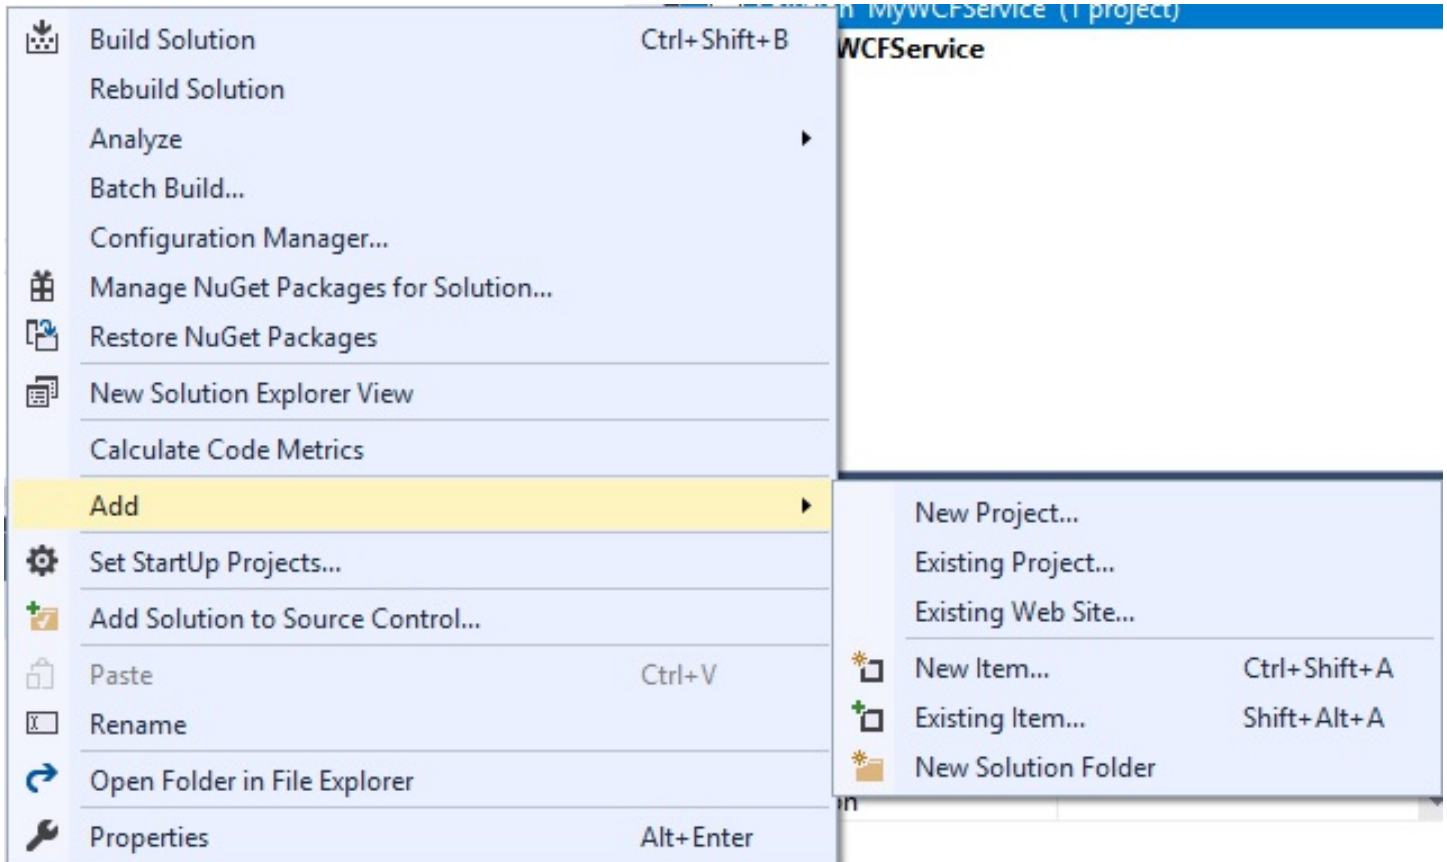 MyWCFService (1 project)
WCFService
Build Solution Ctrl+Shift+B
Rebuild Solution
Analyze
Batch Build...
Configuration Manager...
Manage NuGet Packages for Solution...
Restore NuGet Packages
New Solution Explorer View
Calculate Code Metrics
Add
Set StartUp Projects...
Add Solution to Source Control...
Paste Ctrl+V
Rename
Open Folder in File Explorer
Properties Alt+Enter
New Project...
Existing Project...
Existing Web Site...
New Item... Ctrl+Shift+A
Existing Item... Shift+Alt+A
New Solution Folder